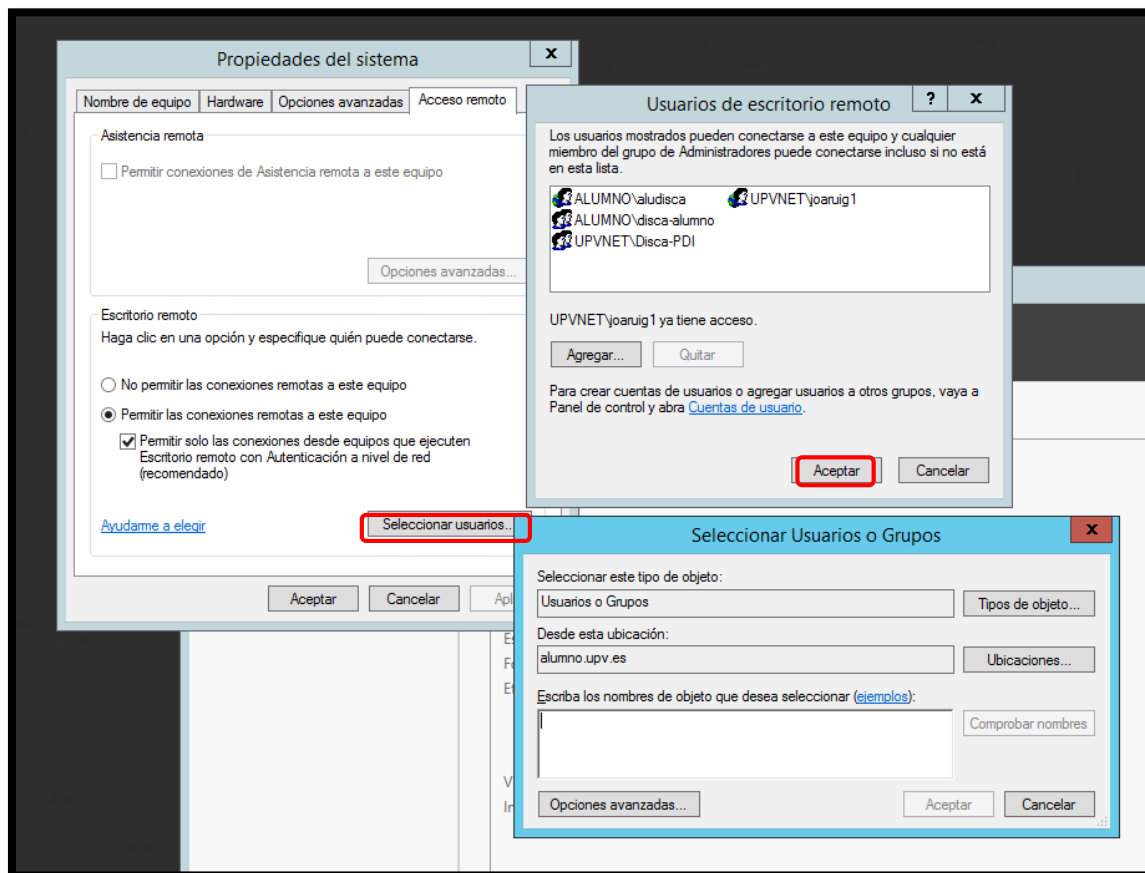 Propiedades del sistema
x
Nombre de equipo
Hardware
Opciones avanzadas
Acceso remoto
Asistencia remota
Permitir conexiones de Asistencia remota a este equipo
Opciones avanzadas...
Escritorio remoto
Haga clic en una opción y especifique quién puede conectarse.
No permitir las conexiones remotas a este equipo
Permitir las conexiones remotas a este equipo
Permitir solo las conexiones desde equipos que ejecuten
Escritorio remoto con Autenticación a nivel de red
(recomendado)
Ayudarme a elegir
Seleccionar usuarios...
Aceptar
Cancelar
Usuarios de escritorio remoto
?
x
Los usuarios mostrados pueden conectarse a este equipo y cualquier
miembro del grupo de Administradores puede conectarse incluso si no está
en esta lista.
ALUMNO\aludisca
UPVNET\joaruig1
ALUMNO\disca-alumno
UPVNET\Disca-PDI
UPVNET\joaruig1 ya tiene acceso.
Agregar...
Quitar
Para crear cuentas de usuarios o agregar usuarios a otros grupos, vaya a
Panel de control y abra Cuentas de usuario.
Aceptar
Cancelar
Seleccionar Usuarios o Grupos
x
Seleccionar este tipo de objeto:
Usuarios o Grupos
Tipos de objeto...
Desde esta ubicación:
alumno.upv.es
Ubicaciones...
Escriba los nombres de objeto que desea seleccionar (ejemplos):
Comprobar nombres
Opciones avanzadas...
Aceptar
Cancelar